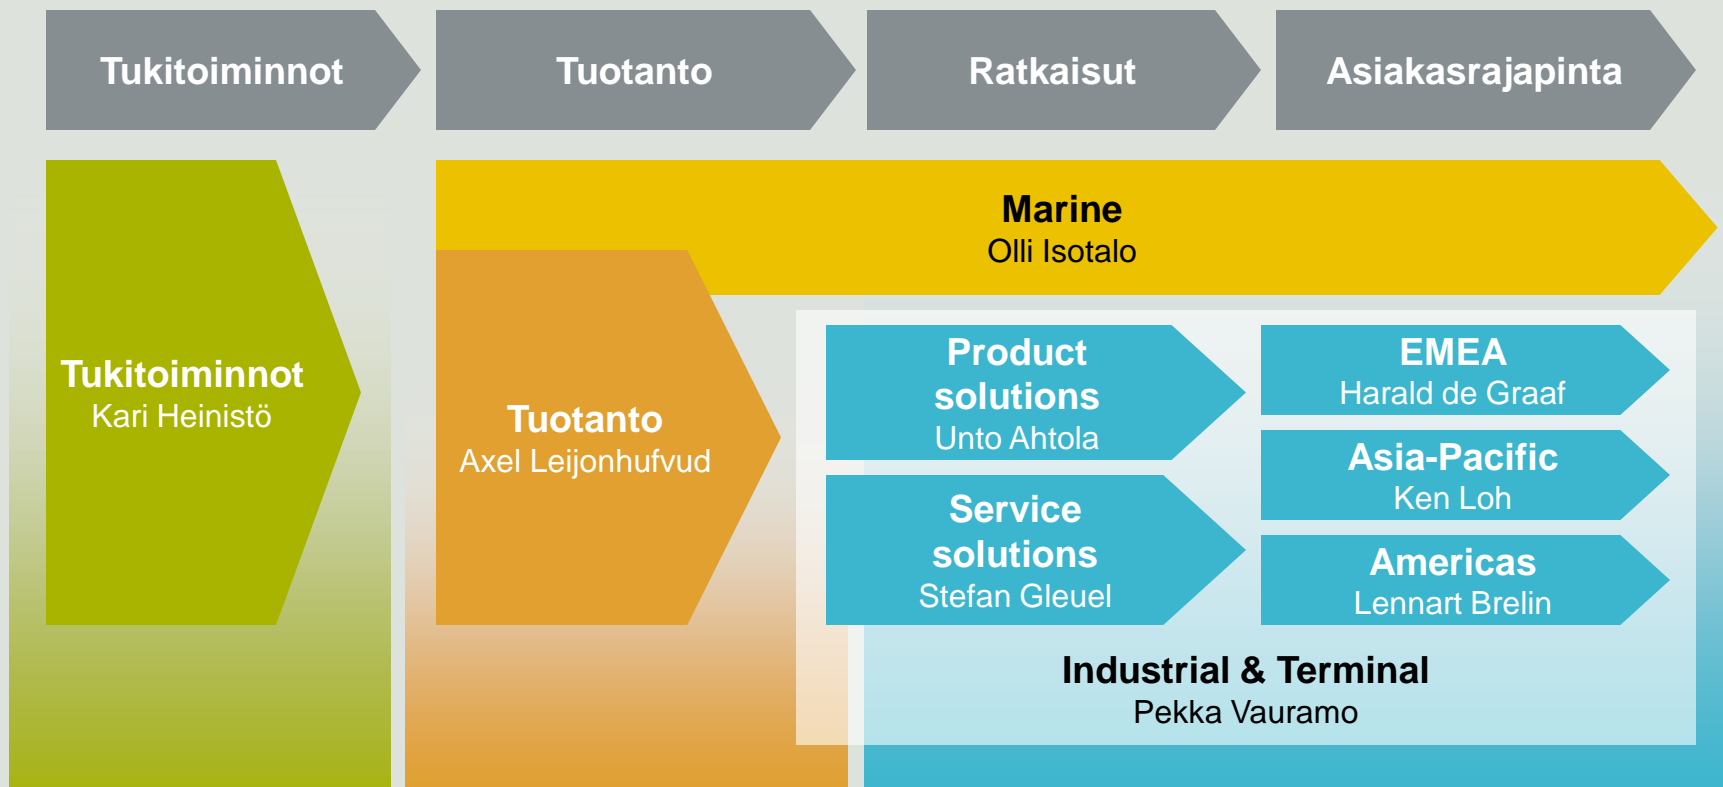 Tukitoiminnot
Tuotanto
Ratkaisut
Asiakasrajapinta
Marine
Olli Isotalo
Tukitoiminnot
Kari Heinistö
Tuotanto
Axel Leijonhufvud
Product
solutions
Unto Ahtola
Service
solutions
Stefan Gleuel
EMEA
Harald de Graaf
Asia-Pacific
Ken Loh
Americas
Lennart Brelin
Industrial & Terminal
Pekka Vauramo